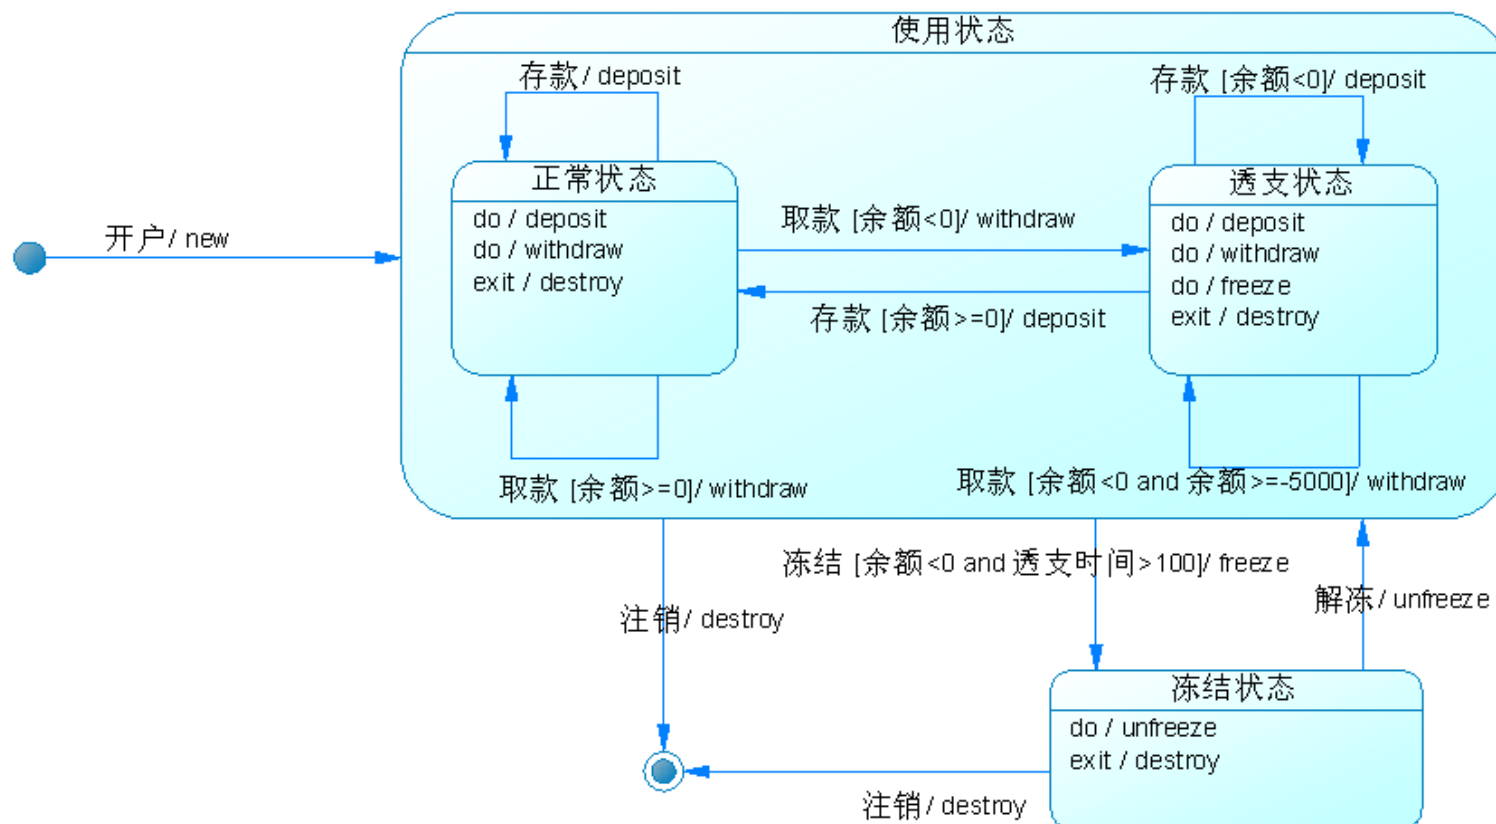 使用状态
存款 / deposit
存款 [余额<0]/ deposit
正常状态
do / deposit
do / withdraw
exit / destroy
透支状态
do / deposit
do / withdraw
do / freeze
exit / destroy
开户 / new
取款 [余额<0]/ withdraw
存款 [余额>=0]/ deposit
取款 [余额>=0]/ withdraw
取款 [余额<0 and 余额>=-5000]/ withdraw
冻结 [余额<0 and 透支时间>100]/ freeze
注销 / destroy
解冻 / unfreeze
冻结状态
do / unfreeze
exit / destroy
注销 / destroy